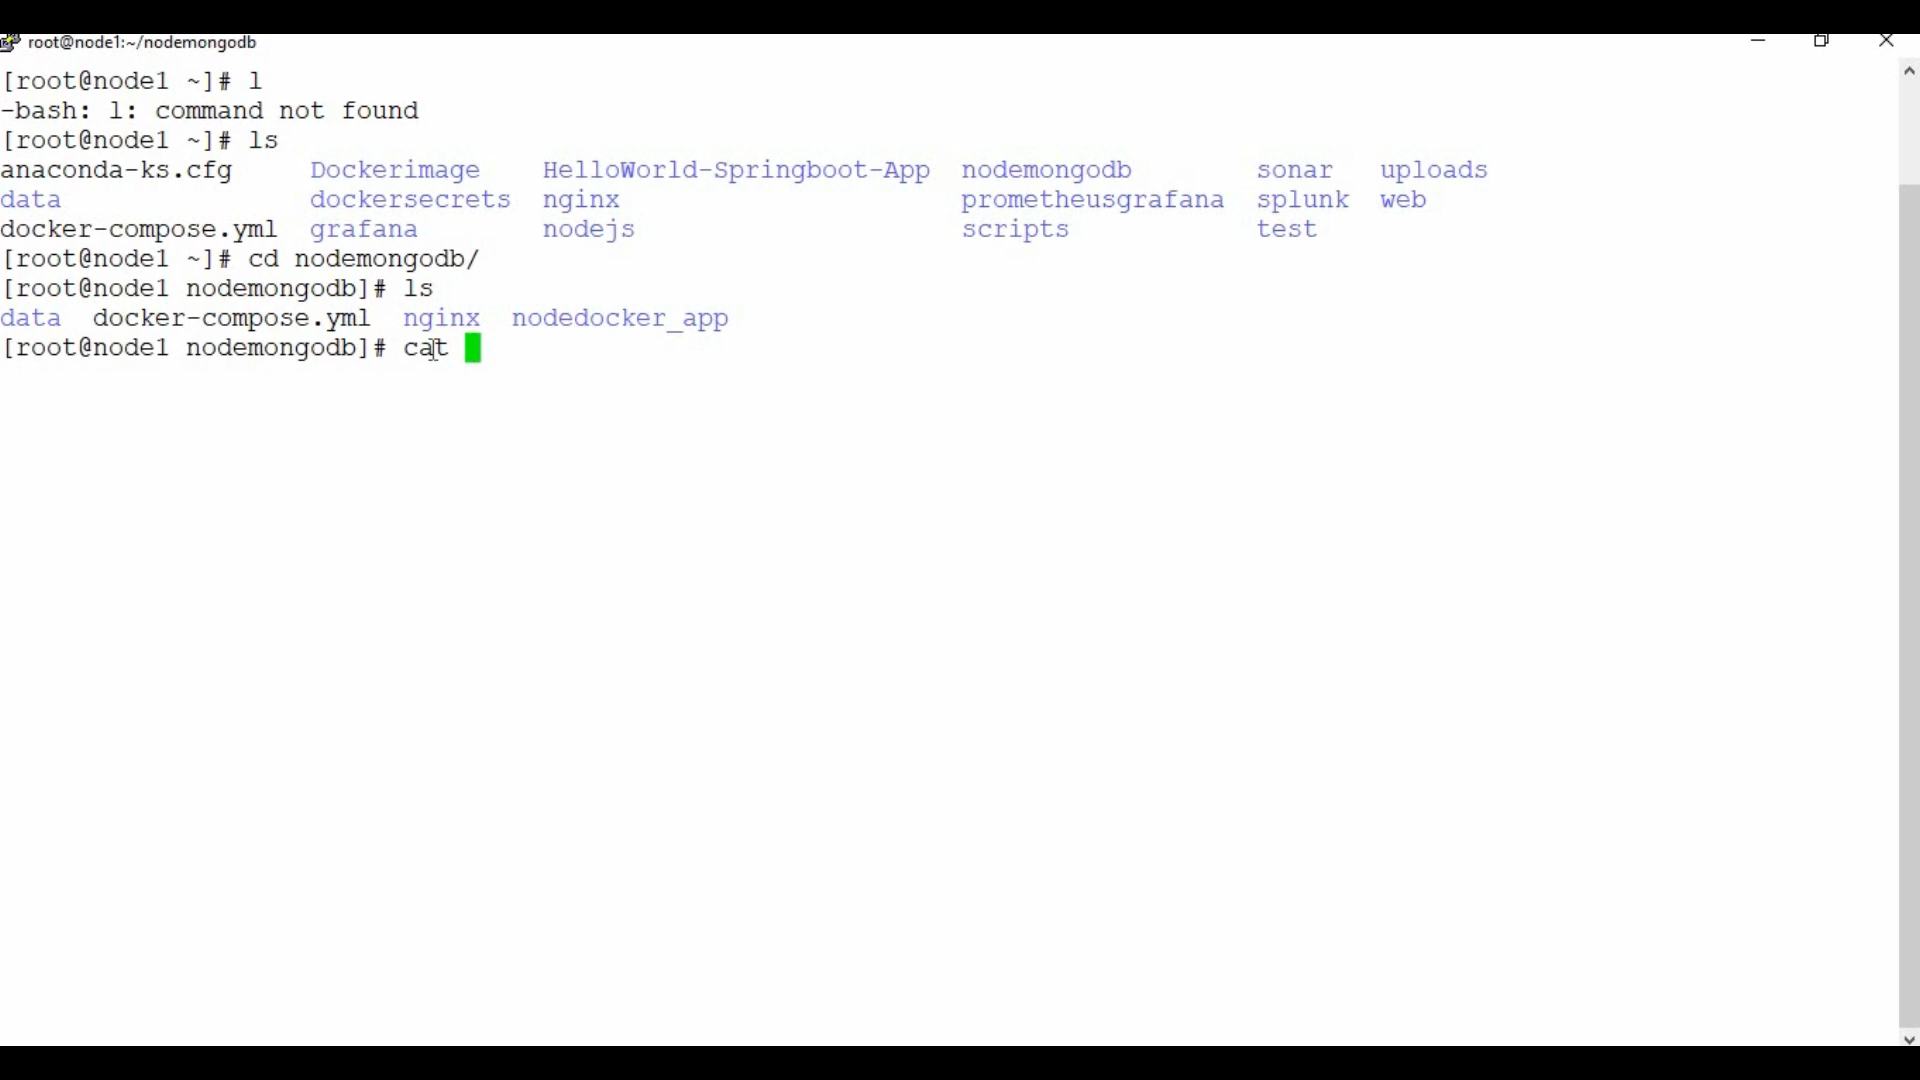 root@node1:~/nodemongodb
[root@node1 ~]# l
-bash: l: command not found
[root@node1 ~]# ls
anaconda-ks.cfg Dockerimage HelloWorld-Springboot-App nodemongodb sonar uploads
data dockersecrets nginx prometheusgrafana splunk web
docker-compose.yml grafana nodejs scripts test
[root@node1 ~]# cd nodemongodb/
[root@node1 nodemongodb]# ls
data docker-compose.yml nginx nodedocker_app
[root@node1 nodemongodb]# cat